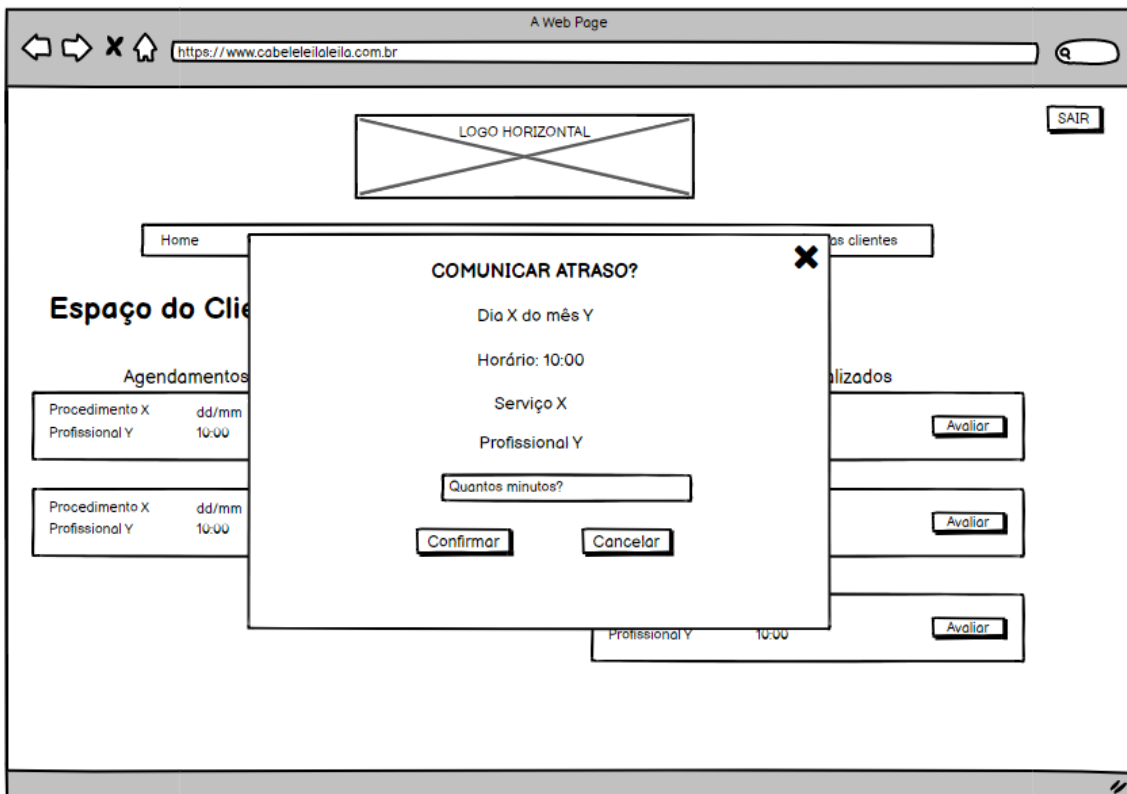 A Web Page
https://www.cabeleleilaleila.com.br
SAIR
LOGO HORIZONTAL
Home
as clientes
COMUNICAR ATRASO?
Espaço do Clie
Dia X do mês Y
Horário: 10:00
Agendamentos
alizados
Serviço X
Procedimento X dd/mm
Profissional Y 10:00
Avaliar
Profissional Y
Quantos minutos?
Procedimento X dd/mm
Profissional Y 10:00
Avaliar
Confirmar Cancelar
Profissional Y 10:00
Avaliar